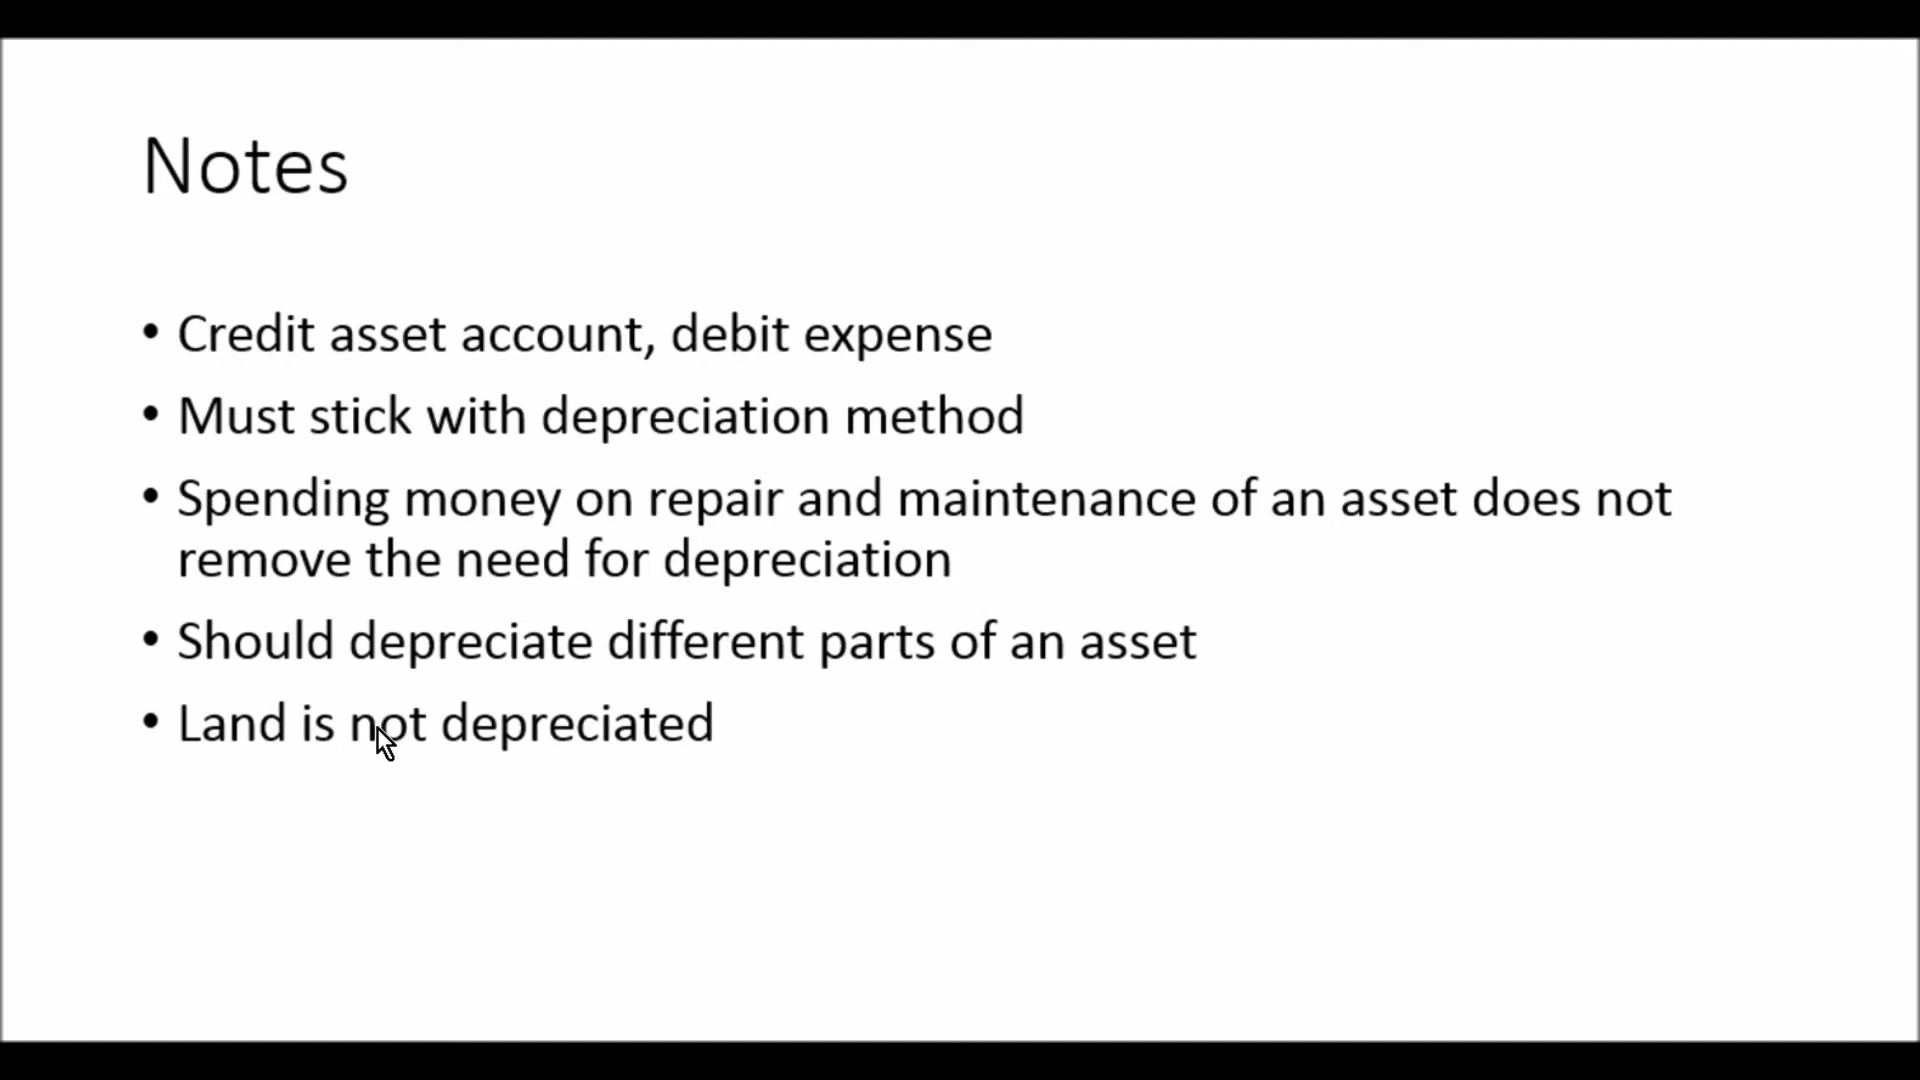 Notes
• Credit asset account, debit expense
• Must stick with depreciation method
• Spending money on repair and maintenance of an asset does not
remove the need for depreciation
• Should depreciate different parts of an asset
• Land is not depreciated